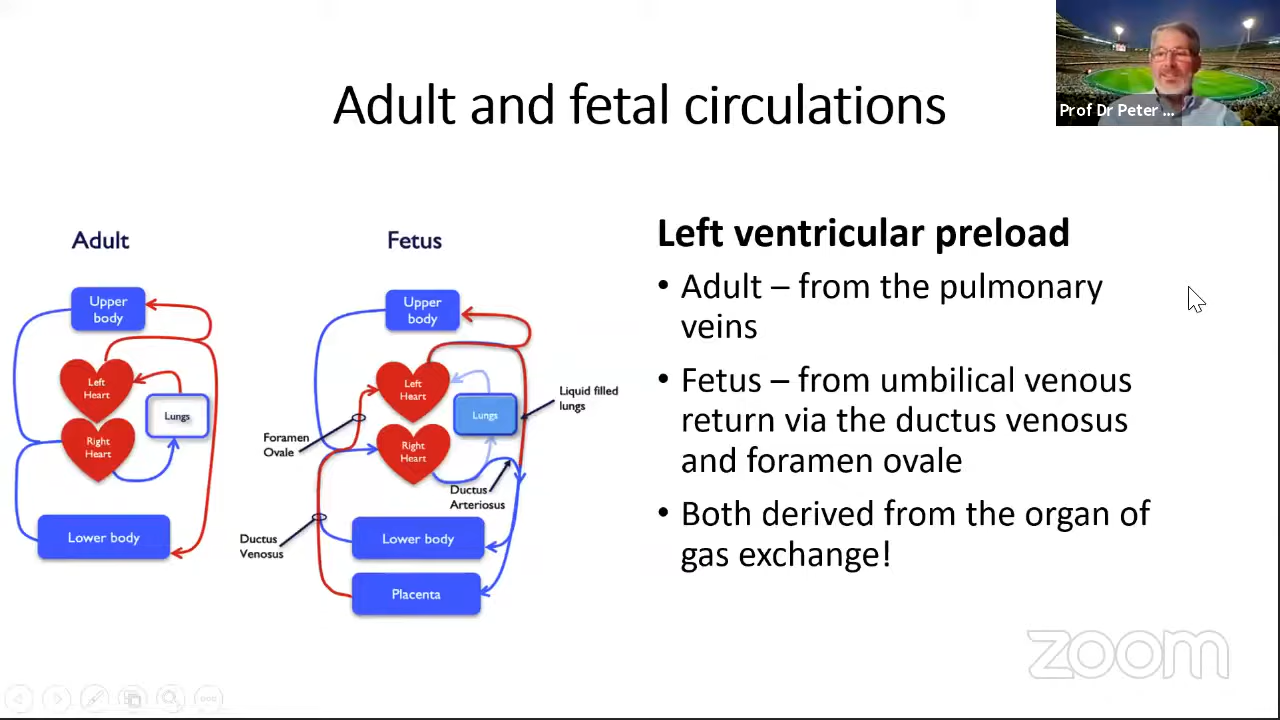 Prof Dr Peter ...
Adult and fetal circulations
Adult
Upper
body
Left
Heart
Lungs
Right
Heart
Lower body
Fetus
Upper
body
Left
Heart
Lungs
Liquid filled
lungs
Foramen
Ovale
Right
Heart
Ductus
Arteriosus
Ductus
Venosus
Lower body
Placenta
Left ventricular preload
• Adult – from the pulmonary
veins
• Fetus – from umbilical venous
return via the ductus venosus
and foramen ovale
• Both derived from the organ of
gas exchange!
zoom